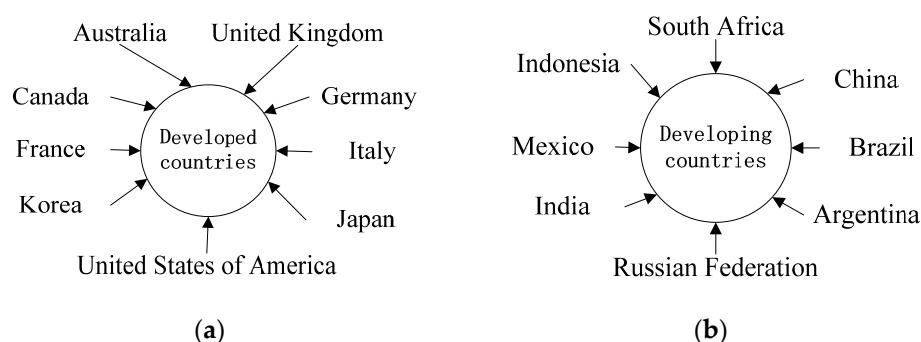 Australia
United Kingdom
Canada
Germany
Developed
countries
France
Italy
Korea
Japan
United States of America
(a)
South Africa
Indonesia
China
Developing
countries
Mexico
Brazil
India
Argentina
Russian Federation
(b)